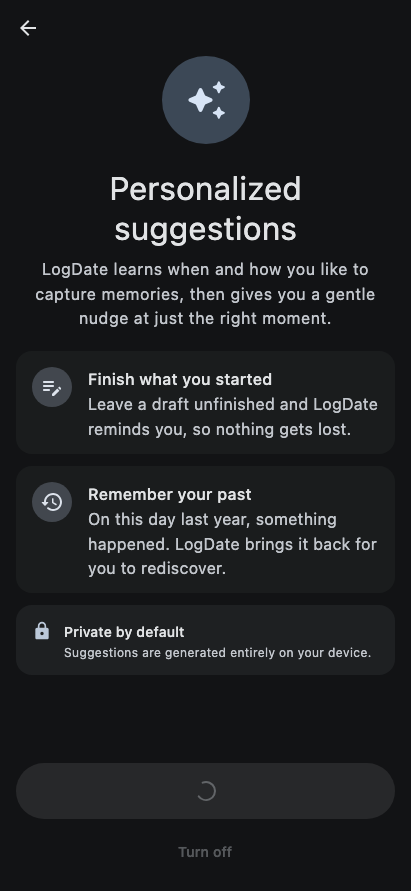 Personalized
suggestions
LogDate learns when and how you like to
capture memories, then gives you a gentle
nudge at just the right moment.
Finish what you started
Leave a draft unfinished and LogDate
reminds you, so nothing gets lost.
Remember your past
On this day last year, something
happened. LogDate brings it back for
you to rediscover.
Private by default
Suggestions are generated entirely on your device.
Turn off